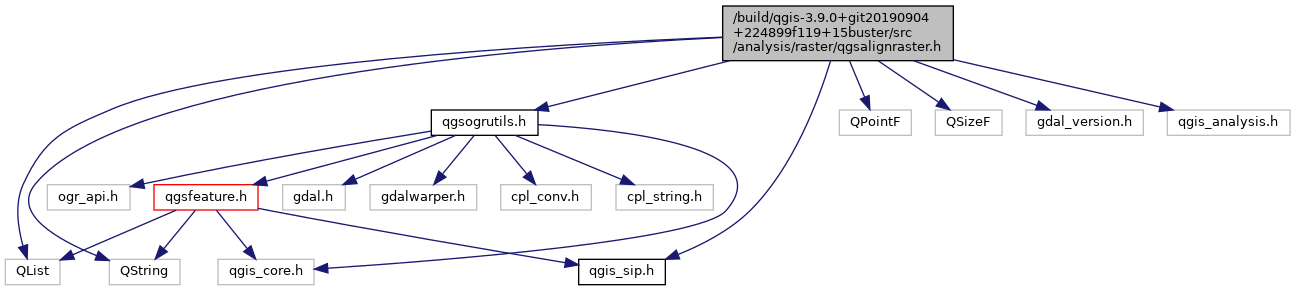 /build/qgis-3.9.0+git20190904
+224899f119+15buster/src
/analysis/raster/qgsalignraster.h
qgsogrutils.h
QPointF
QSizeF
gdal_version.h
qgis_analysis.h
ogr_api.h
qgsfeature.h
gdal.h
gdalwarper.h
cpl_conv.h
cpl_string.h
QList
QString
qgis_core.h
qgis_sip.h